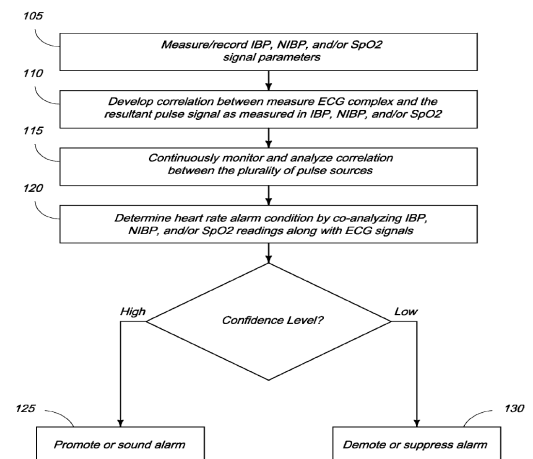 105
Measure/record IBP, NIBP, and/or SpO2
signal parameters
110
Develop correlation between measure ECG complex and the
resultant pulse signal as measured in IBP, NIBP, and/or SpO2
115
Continuously monitor and analyze correlation
between the plurality of pulse sources
120
Determine heart rate alarm condition by co-analyzing IBP,
NIBP, and/or SpO2 readings along with ECG signals
High
Confidence Level?
Low
125
130
Promote or sound alarm
Demote or suppress alarm